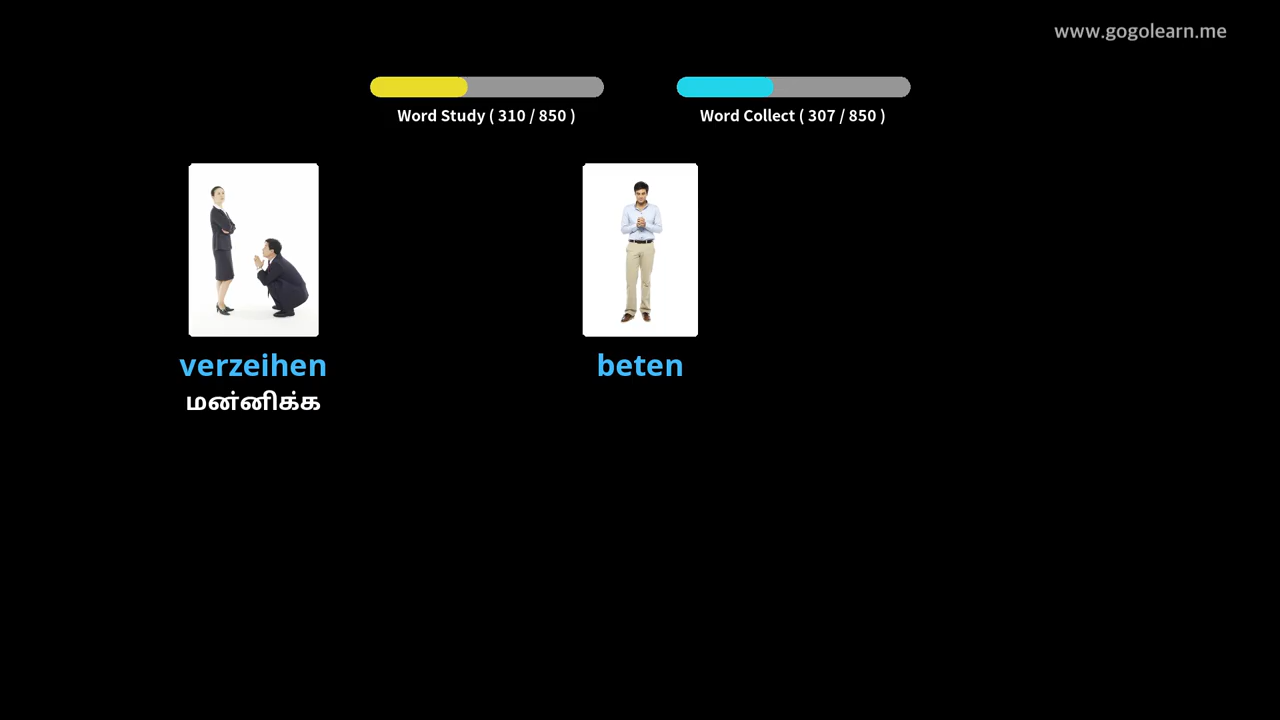 www.gogolearn.me
Word Study ( 310 / 850 )
Word Collect ( 307 / 850 )
verzeihen
மன்னிக்க
beten